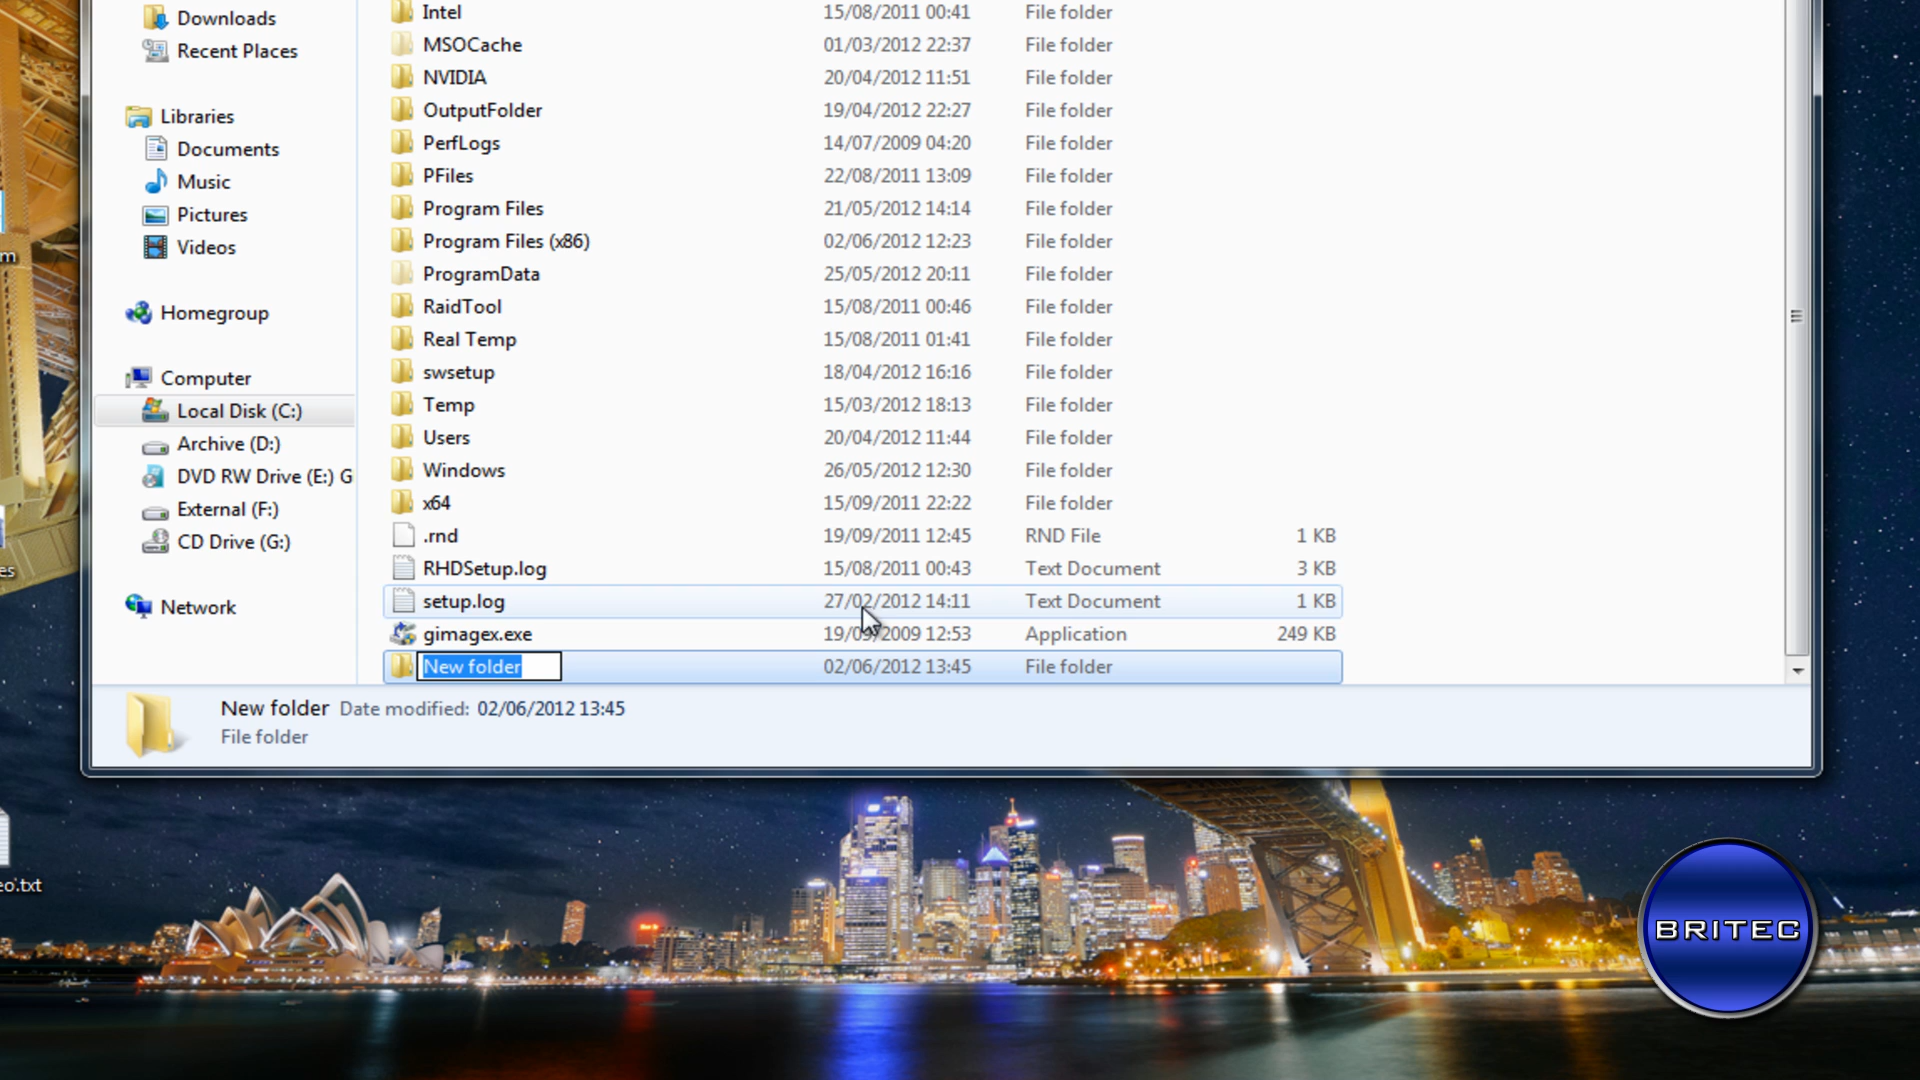 Downloads
Recent Places
Libraries
Documents
Music
Pictures
Videos
Homegroup
Computer
Local Disk (C:)
Archive (D:)
DVD RW Drive (E:) G
External (F:)
CD Drive (G:)
Network
Intel 15/08/2011 00:41 File folder
MSOCache 01/03/2012 22:37 File folder
NVIDIA 20/04/2012 11:51 File folder
OutputFolder 19/04/2012 22:27 File folder
PerfLogs 14/07/2009 04:20 File folder
PFiles 22/08/2011 13:09 File folder
Program Files 21/05/2012 14:14 File folder
Program Files (x86) 02/06/2012 12:23 File folder
ProgramData 25/05/2012 20:11 File folder
RaidTool 15/08/2011 00:46 File folder
Real Temp 15/08/2011 01:41 File folder
swsetup 18/04/2012 16:16 File folder
Temp 15/03/2012 18:13 File folder
Users 20/04/2012 11:44 File folder
Windows 26/05/2012 12:30 File folder
x64 15/09/2011 22:22 File folder
.rnd 19/09/2011 12:45 RND File 1 KB
RHDSetup.log 15/08/2011 00:43 Text Document 3 KB
setup.log 27/02/2012 14:11 Text Document 1 KB
gimagex.exe 12:53 Application 249 KB
New folder 02/06/2012 13:45 File folder
New folder Date modified: 02/06/2012 13:45
File folder
m
es
eo.txt
BRITEC